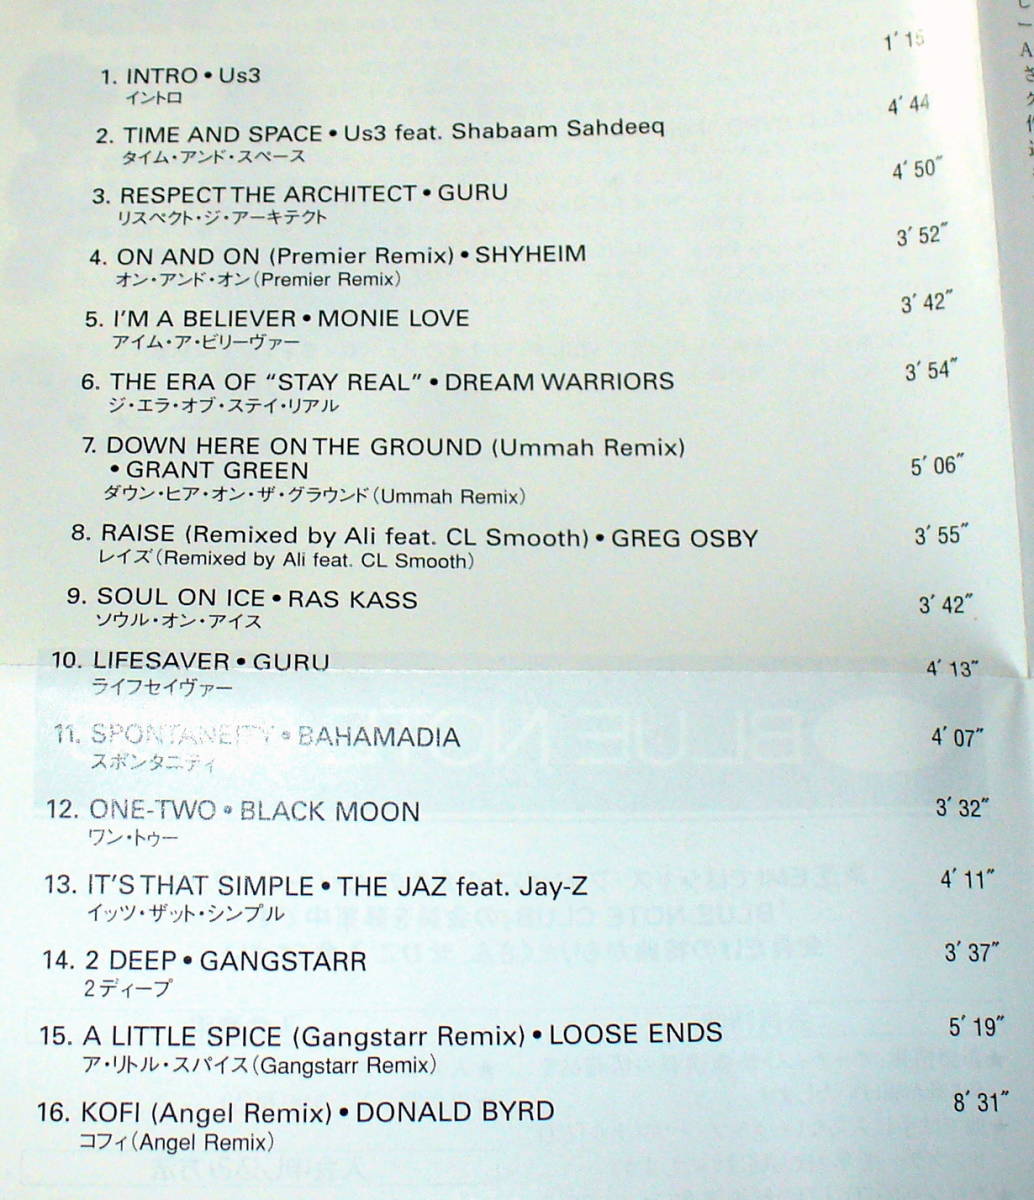 1. INTRO • Us3 1′ 15
イントロ
2. TIME AND SPACE • Us3 feat. Shabaam Sahdeeq 4′ 44
タイム・アンド・スペース
3. RESPECT THE ARCHITECT • GURU 4′ 50″
リスペクト・ジ・アーキテクト
4. ON AND ON (Premier Remix) • SHYHEIM 3′ 52″
オン・アンド・オン(Premier Remix)
5. I'M A BELIEVER • MONIE LOVE 3′ 42″
アイム・ア・ビリーヴァー
6. THE ERA OF “STAY REAL” • DREAM WARRIORS 3′ 54″
ジ・エラ・オブ・ステイ・リアル
7. DOWN HERE ON THE GROUND (Ummah Remix)
• GRANT GREEN 5′ 06″
ダウン・ヒア・オン・ザ・グラウンド(Ummah Remix)
8. RAISE (Remixed by Ali feat. CL Smooth) • GREG OSBY 3′ 55″
レイズ(Remixed by Ali feat. CL Smooth)
9. SOUL ON ICE • RAS KASS 3′ 42″
ソウル・オン・アイス
10. LIFESAVER • GURU 4′ 13″
ライフセイヴァー
11. SPONTANEITY • BAHAMADIA 4′ 07″
スポンタニティ
12. ONE-TWO • BLACK MOON 3′ 32″
ワン・トゥー
13. IT'S THAT SIMPLE • THE JAZ feat. Jay-Z 4′ 11″
イッツ・ザット・シンプル
14. 2 DEEP • GANGSTARR 3′ 37″
2ディープ
15. A LITTLE SPICE (Gangstarr Remix) • LOOSE ENDS 5′ 19″
ア・リトル・スパイス(Gangstarr Remix)
16. KOFI (Angel Remix) • DONALD BYRD 8′ 31″
コフィ(Angel Remix)